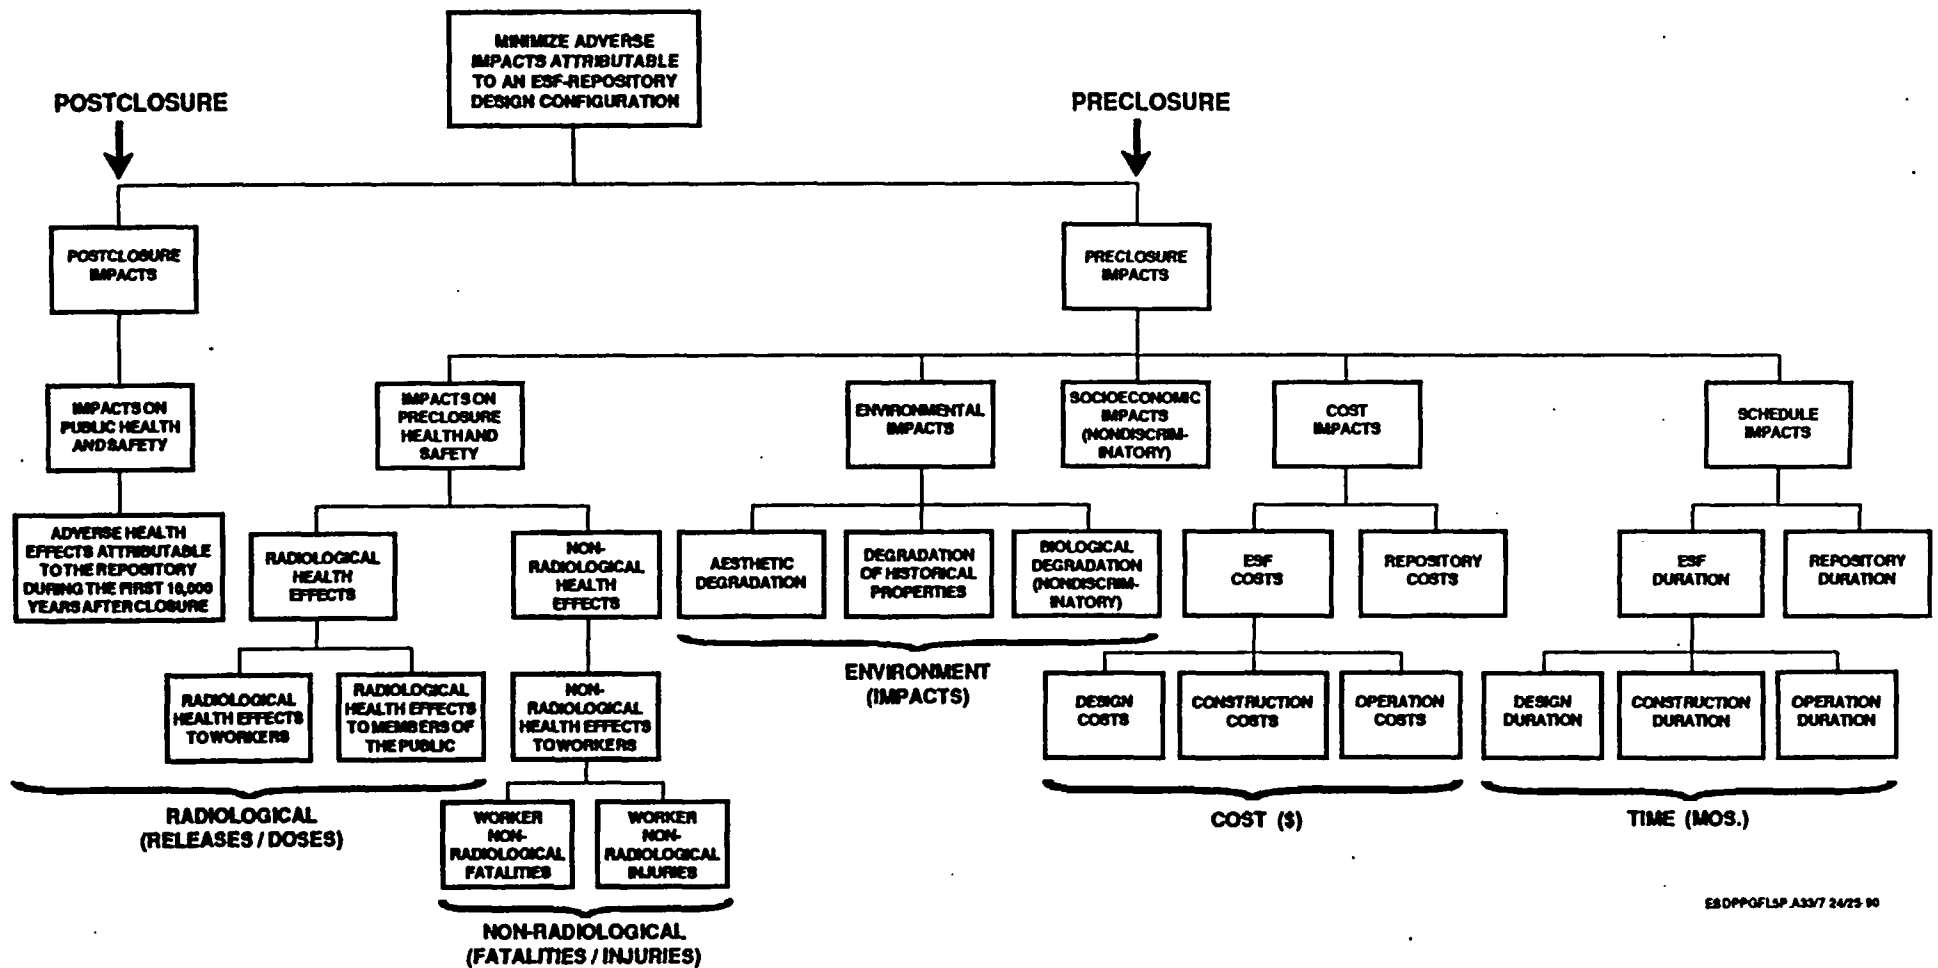 MINIMIZE ADVERSE
IMPACTS ATTRIBUTABLE
TO AN ESF-REPOSITORY
DESIGN CONFIGURATION
POSTCLOSURE
PRECLOSURE
POSTCLOSURE
IMPACTS
PRECLOSURE
IMPACTS
IMPACTS ON
PUBLIC HEALTH
AND SAFETY
IMPACTS ON
PRECLOSURE
HEALTH AND
SAFETY
ENVIRONMENTAL
IMPACTS
SOCIOECONOMIC
IMPACTS
(NONDISCRIM-
INATORY)
COST
IMPACTS
SCHEDULE
IMPACTS
ADVERSE HEALTH
EFFECTS ATTRIBUTABLE
TO THE REPOSITORY
DURING THE FIRST 10,000
YEARS AFTER CLOSURE
RADIOLOGICAL
HEALTH
EFFECTS
NON-
RADIOLOGICAL
HEALTH
EFFECTS
AESTHETIC
DEGRADATION
DEGRADATION
OF HISTORICAL
PROPERTIES
BIOLOGICAL
DEGRADATION
(NONDISCRIM-
INATORY)
ESF
COSTS
REPOSITORY
COSTS
ESF
DURATION
REPOSITORY
DURATION
ENVIRONMENT
(IMPACTS)
RADIOLOGICAL
HEALTH EFFECTS
TO WORKERS
RADIOLOGICAL
HEALTH EFFECTS
TO MEMBERS OF
THE PUBLIC
NON-
RADIOLOGICAL
HEALTH EFFECTS
TO WORKERS
DESIGN
COSTS
CONSTRUCTION
COSTS
OPERATION
COSTS
DESIGN
DURATION
CONSTRUCTION
DURATION
OPERATION
DURATION
RADIOLOGICAL
(RELEASES / DOSES)
WORKER
NON-
RADIOLOGICAL
FATALITIES
WORKER
NON-
RADIOLOGICAL
INJURIES
COST ($)
TIME (MOS.)
NON-RADIOLOGICAL
(FATALITIES / INJURIES)